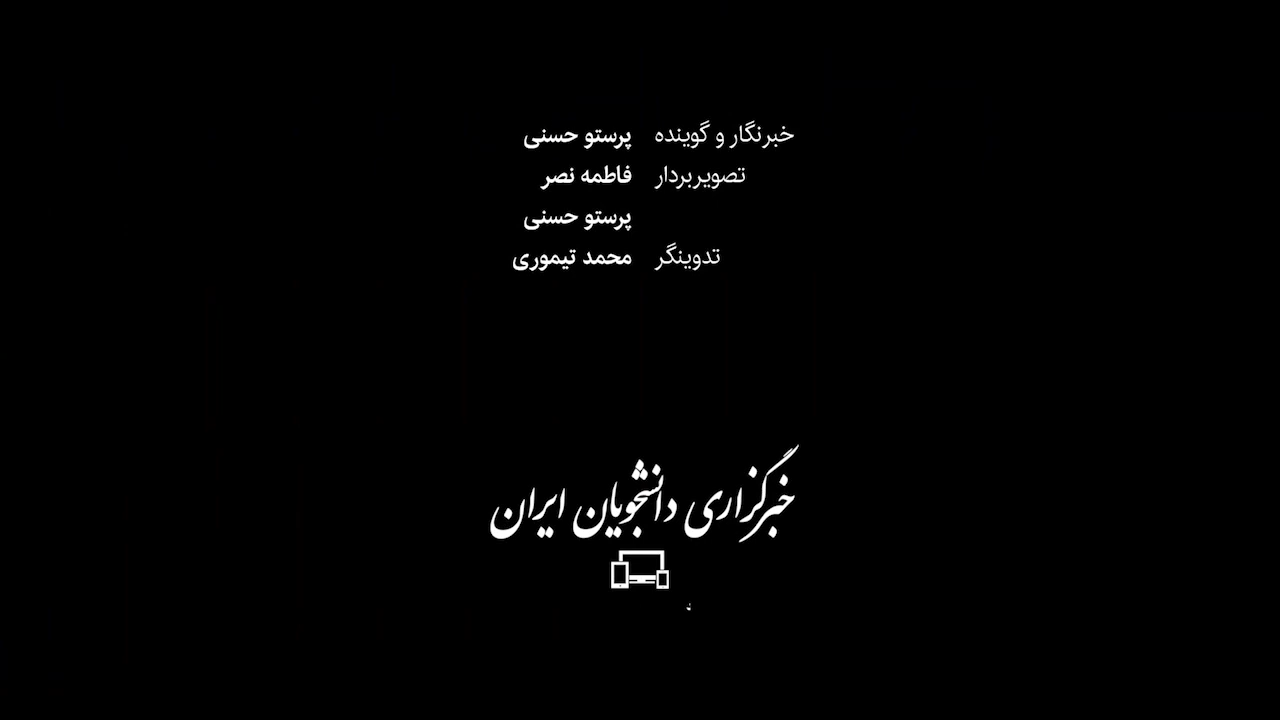 خبرنگار و گوینده پرستو حسنی
تصویربردار فاطمه نصر
پرستو حسنی
تدوینگر محمد تیموری
خبرگزاری دانشجویان ایران